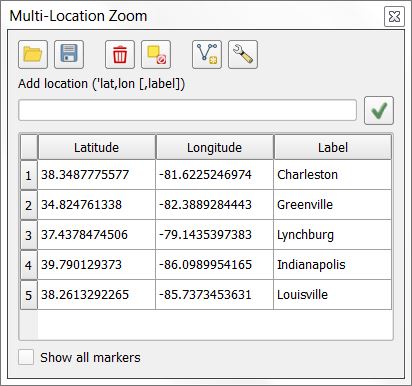 Multi-Location Zoom
Add location ('lat,lon [,label])
Latitude Longitude Label
1 38.3487775577 -81.6225246974 Charleston
2 34.824761338 -82.3889284443 Greenville
3 37.4378474506 -79.1435397383 Lynchburg
4 39.790129373 -86.0989954165 Indianapolis
5 38.2613292265 -85.7373453631 Louisville
Show all markers